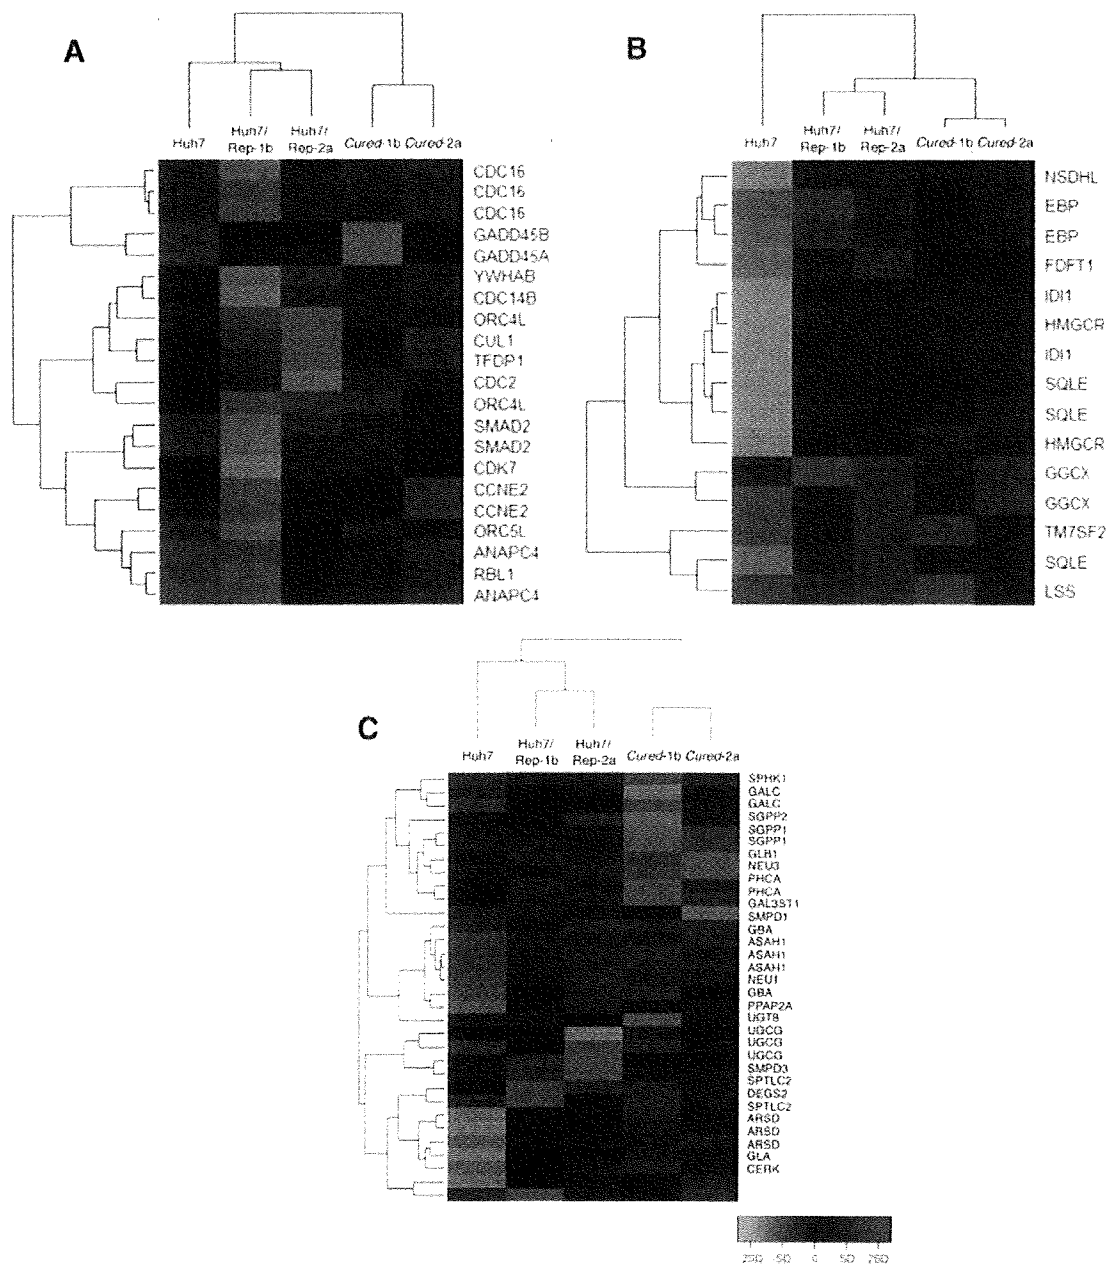 A
Huh7
Huh7/
Rep-1b
Huh7/
Rep-2a
Cured-1b
Cured-2a
CDC16
CDC16
CDC16
GADD45B
GADD45A
YWHAB
CDC14B
ORC4L
CUL1
TFDP1
CDC2
ORC4L
SMAD2
SMAD2
CDK7
CCNE2
CCNE2
ORC5L
ANAPC4
RBL1
ANAPC4
B
Huh7
Huh7/
Rep-1b
Huh7/
Rep-2a
Cured-1b
Cured-2a
NSDHL
EBP
EBP
FDFT1
IDI1
HMGCR
IDI1
SQLE
SQLE
HMGCR
GGCX
GGCX
TM7SF2
SQLE
LSS
C
Huh7
Huh7/
Rep-1b
Huh7/
Rep-2a
Cured-1b
Cured-2a
SPHK1
GALC
GALC
SGPP2
SGPP1
SGPP1
GLB1
NEU3
PHCA
PHCA
GAL3ST1
SMPD1
GBA
ASAH1
ASAH1
ASAH1
NEU1
GBA
PPAP2A
UGT8
UGCG
UGCG
UGCG
SMPD3
SPTLC2
DEGS2
SPTLC2
ARSD
ARSD
ARSD
GLA
CERK
-50 0 50